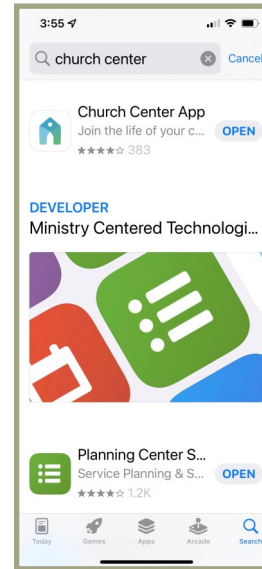 3:55
church center
Cancel
Church Center App
Join the life of your c...
OPEN
383
DEVELOPER
Ministry Centered Technologi...
Planning Center S...
Service Planning & S...
OPEN
1.2K
Today
Games
Apps
Arcade
Search